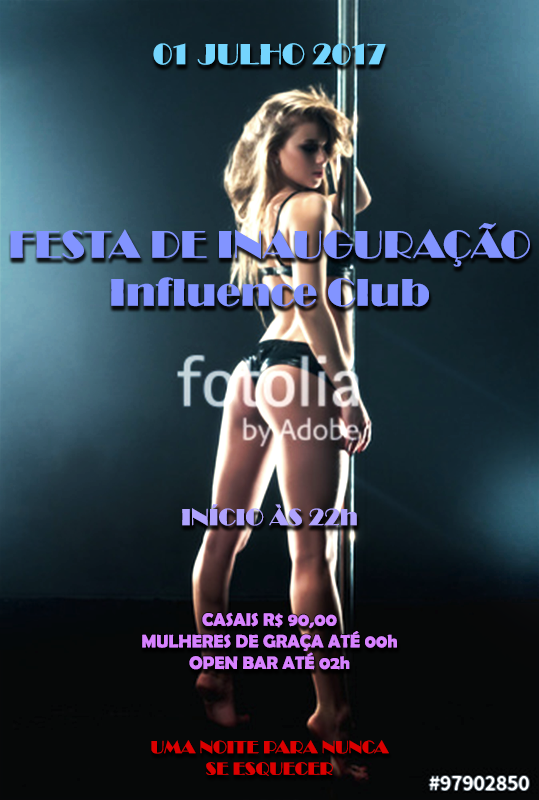 01 JULHO 2017
FESTA DE INAUGURAÇÃO
Influence Club
fotolia
by Adobe
INÍCIO ÀS 22h
CASAIS R$ 90,00
MULHERES DE GRAÇA ATÉ 00h
OPEN BAR ATÉ 02h
UMA NOITE PARA NUNCA
SE ESQUECER
#97902850